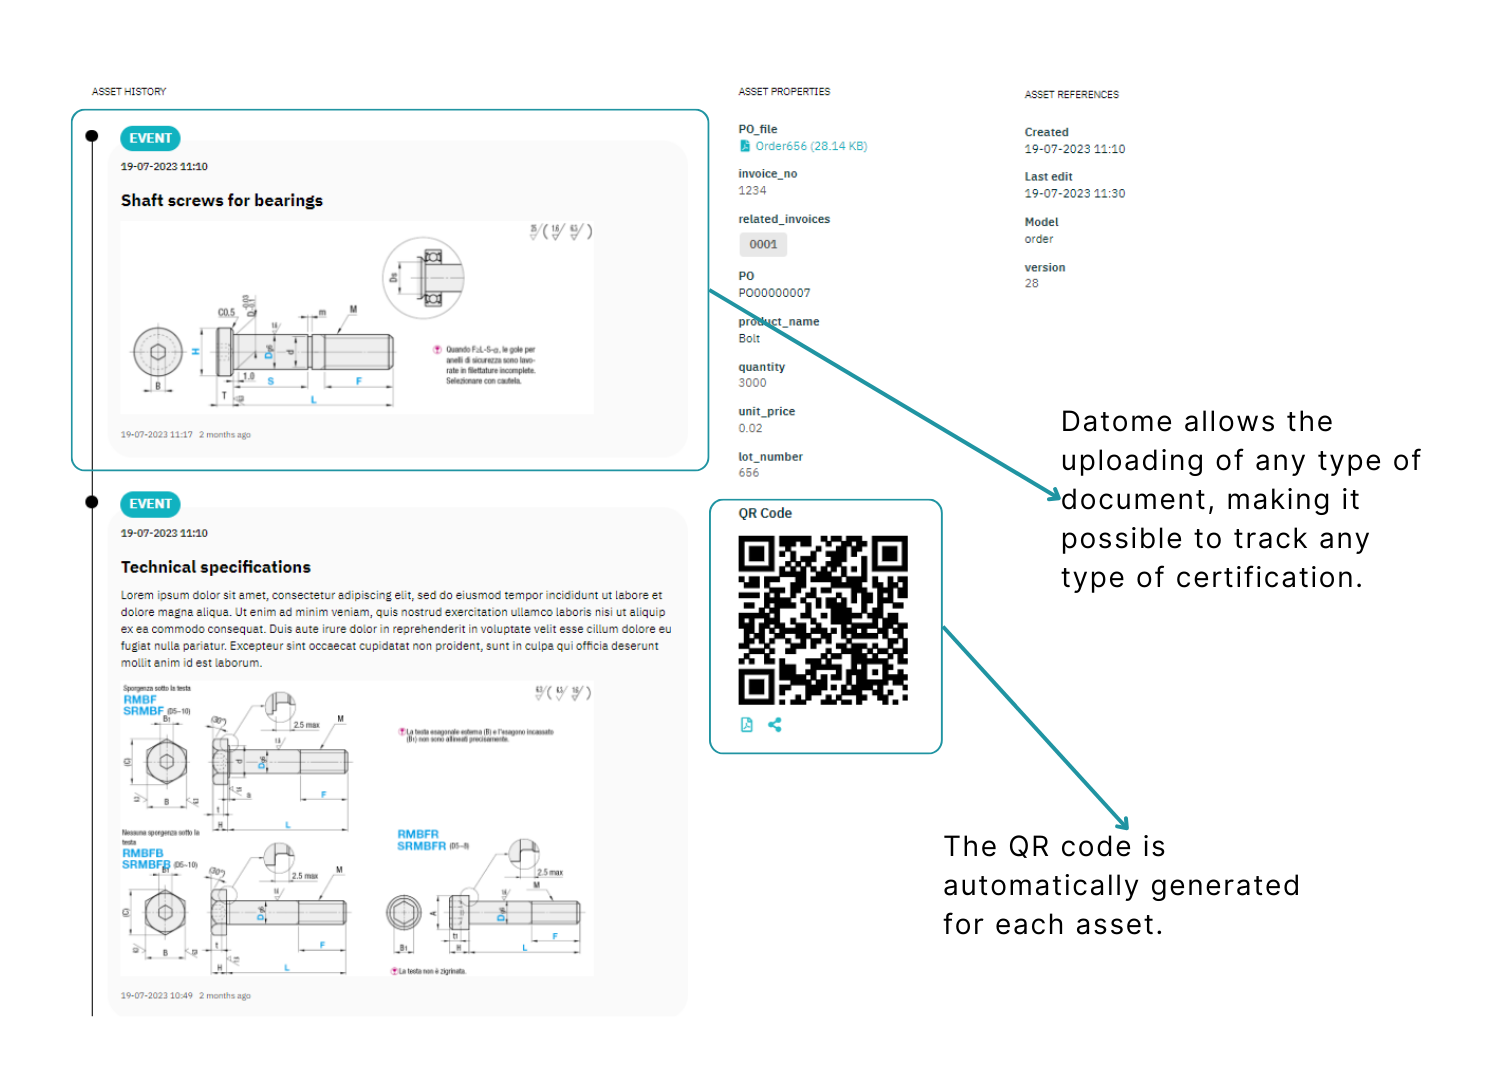 ASSET HISTORY
EVENT
19-07-2023 11:10
Shaft screws for bearings
C0.5
m
M
Ds
H
D
d
B
1.0
S
F
T
L
Quando F≥L-5-α, le gole per
anelli di sicurezza sono lavo-
rate in filettature incomplete.
Selezionare con cautela.
19-07-2023 11:17 2 months ago
EVENT
19-07-2023 11:10
Technical specifications
Lorem ipsum dolor sit amet, consectetur adipiscing elit, sed do eiusmod tempor incididunt ut labore et
dolore magna aliqua. Ut enim ad minim veniam, quis nostrud exercitation ullamco laboris nisi ut aliquip
ex ea commodo consequat. Duis aute irure dolor in reprehenderit in voluptate velit esse cillum dolore eu
fugiat nulla pariatur. Excepteur sint occaecat cupidatat non proident, sunt in culpa qui officia deserunt
mollit anim id est laborum.
Sporgenza sotto la testa
RMBF
SRMBF (D5~10)
B1
(30°)
2.5 max
M
(C)
d
B
F
H
L
La testa esagonale esterna (B) e l'esagono incassato
(B1) non sono allineati precisamente.
Nessuna sporgenza sotto la
testa
RMBFB
SRMBFB (D5~10)
B1
(30°)
2.5 max
M
(C)
B
t
F
H
L
RMBFR
SRMBFR (D5~8)
2.5 max
M
A
B1
H
F
L
La testa non è zigrinata.
19-07-2023 10:49 2 months ago
ASSET PROPERTIES
PO_file
Order656 (28.14 KB)
invoice_no
1234
related_invoices
0001
PO
PO00000007
product_name
Bolt
quantity
3000
unit_price
0.02
lot_number
656
QR Code
ASSET REFERENCES
Created
19-07-2023 11:10
Last edit
19-07-2023 11:30
Model
order
version
28
Datome allows the
uploading of any type of
document, making it
possible to track any
type of certification.
The QR code is
automatically generated
for each asset.